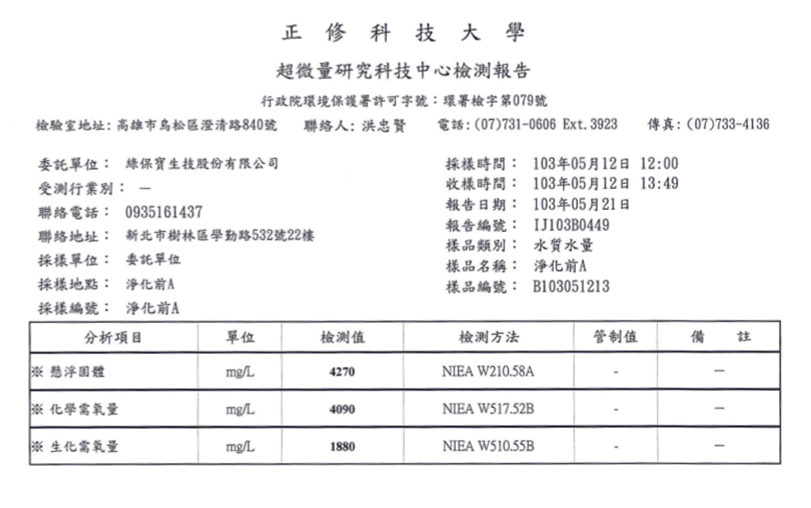 正修科技大學
超微量研究科技中心檢測報告
行政院環境保護署許可字號：環署檢字第079號
檢驗室地址：高雄市鳥松區澄清路840號 聯絡人：洪忠賢 電話：(07)731-0606 Ext.3923 傳真：(07)733-4136
委託單位： 綠保寶生技股份有限公司
受測行業別： —
聯絡電話： 0935161437
聯絡地址： 新北市樹林區學勤路532號22樓
採樣單位： 委託單位
採樣地點： 淨化前A
採樣編號： 淨化前A
採樣時間： 103年05月12日 12:00
收樣時間： 103年05月12日 13:49
報告日期： 103年05月21日
報告編號： IJ103B0449
樣品類別： 水質水量
樣品名稱： 淨化前A
樣品編號： B103051213
分析項目 單位 檢測值 檢測方法 管制值 備註
※ 懸浮固體 mg/L 4270 NIEA W210.58A - —
※ 化學需氧量 mg/L 4090 NIEA W517.52B - —
※ 生化需氧量 mg/L 1880 NIEA W510.55B - —